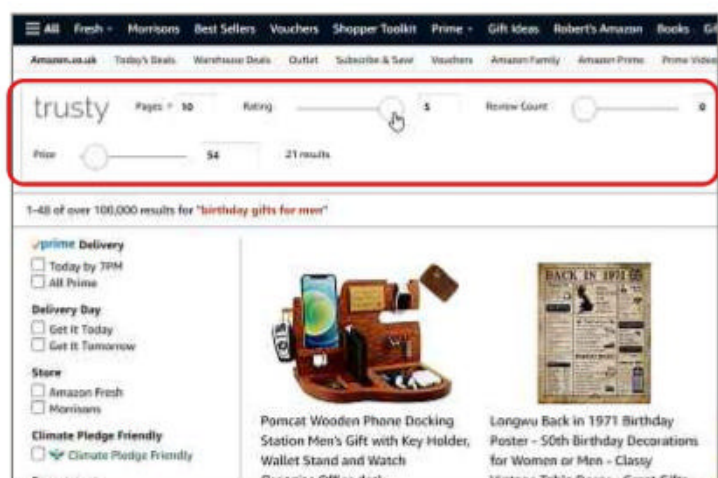 All Fresh Morrisons Best Sellers Vouchers Shopper Toolkit Prime Gift Ideas Robert's Amazon Books
Amazon.co.uk Today's Deals Warehouse Deals Outlet Subscribe & Save Vouchers Amazon Family Amazon Prime Prime Video
trusty Pages 10 Rating 5 Review Count 0
Price 54 21 results
1-48 of over 100,000 results for "birthday gifts for men"
prime Delivery
Today by 7PM
All Prime
Delivery Day
Get It Today
Get It Tomorrow
Store
Amazon Fresh
Morrisons
Climate Pledge Friendly
Climate Pledge Friendly
BACK IN 1971
Pomcat Wooden Phone Docking
Station Men's Gift with Key Holder,
Wallet Stand and Watch
Longwu Back in 1971 Birthday
Poster - 50th Birthday Decorations
for Women or Men - Classy